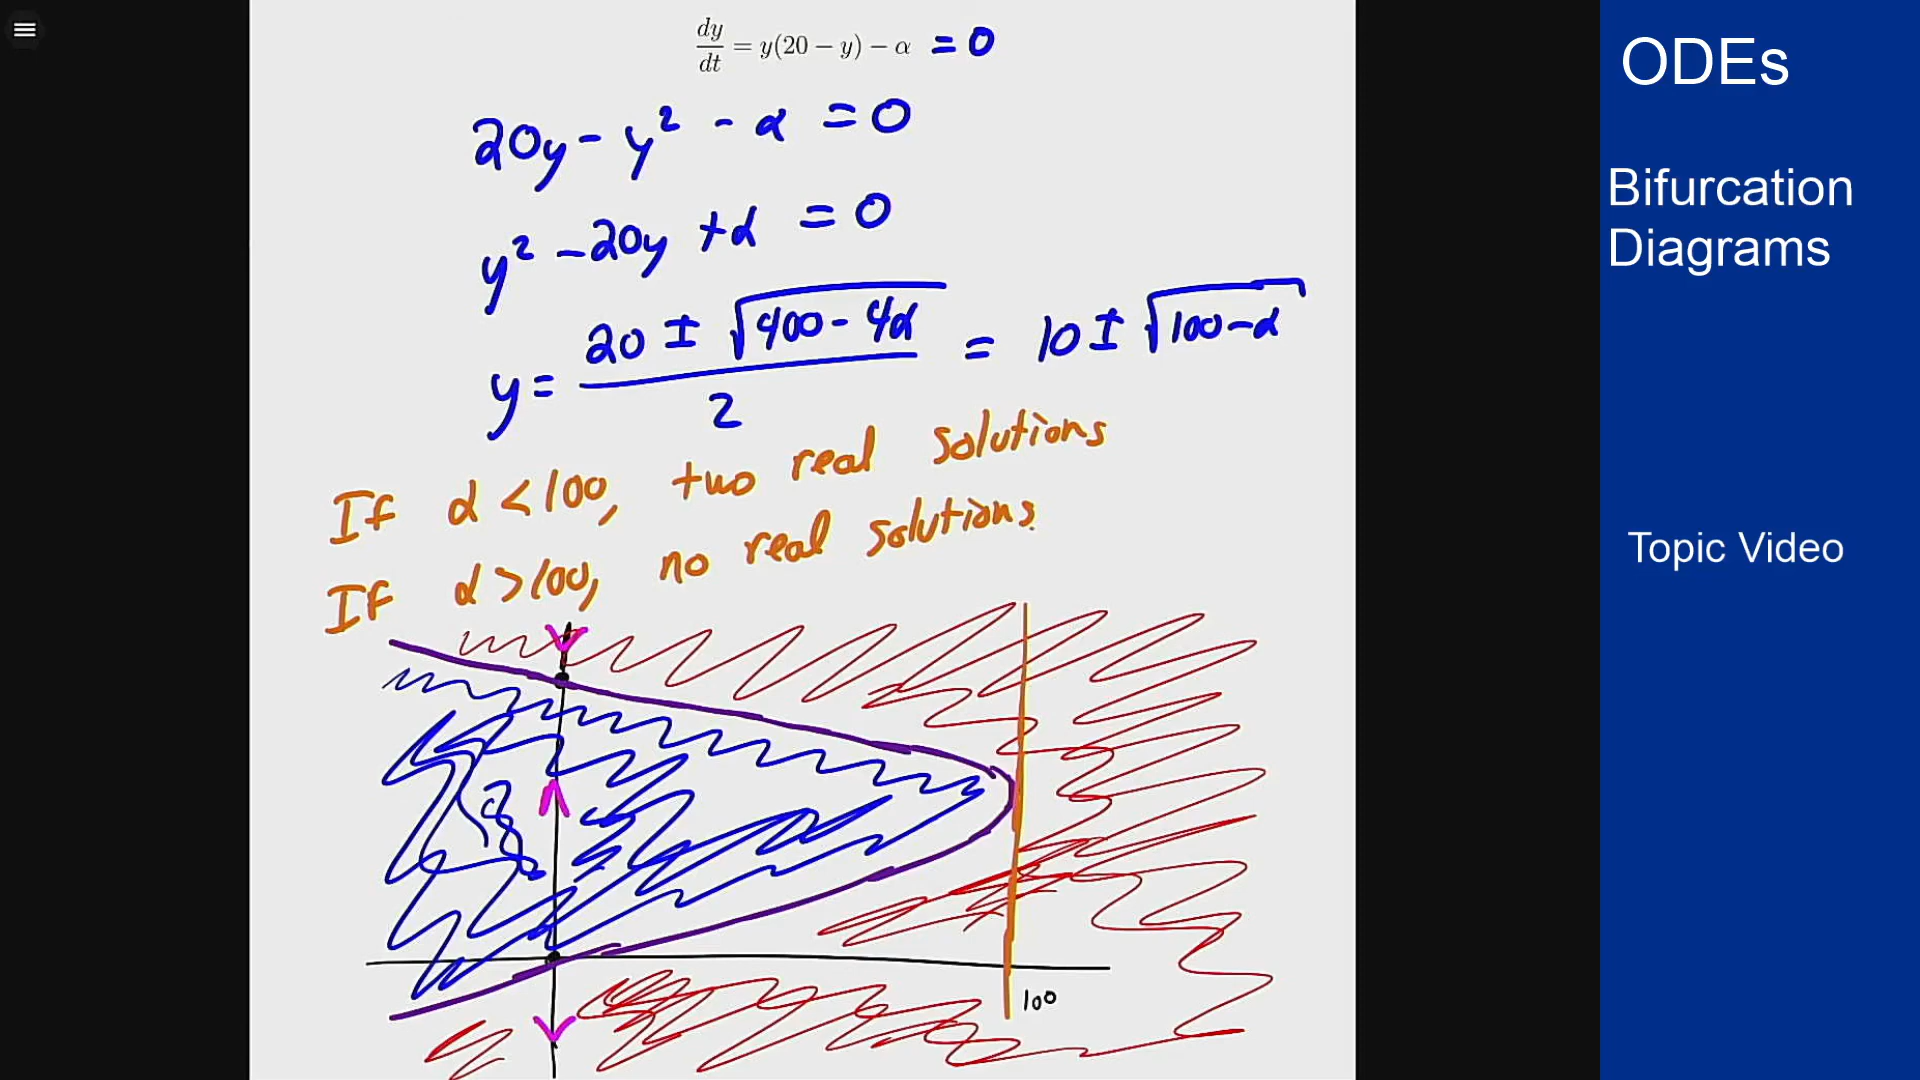 dy/dt = y(20 − y) − α = 0
20y - y² - α = 0
y² - 20y + α = 0
y = (20 ± √(400 - 4α))/2 = 10 ± √(100 - α)
If α < 100, two real solutions
If α > 100, no real solutions.
100
ODEs
Bifurcation
Diagrams
Topic Video